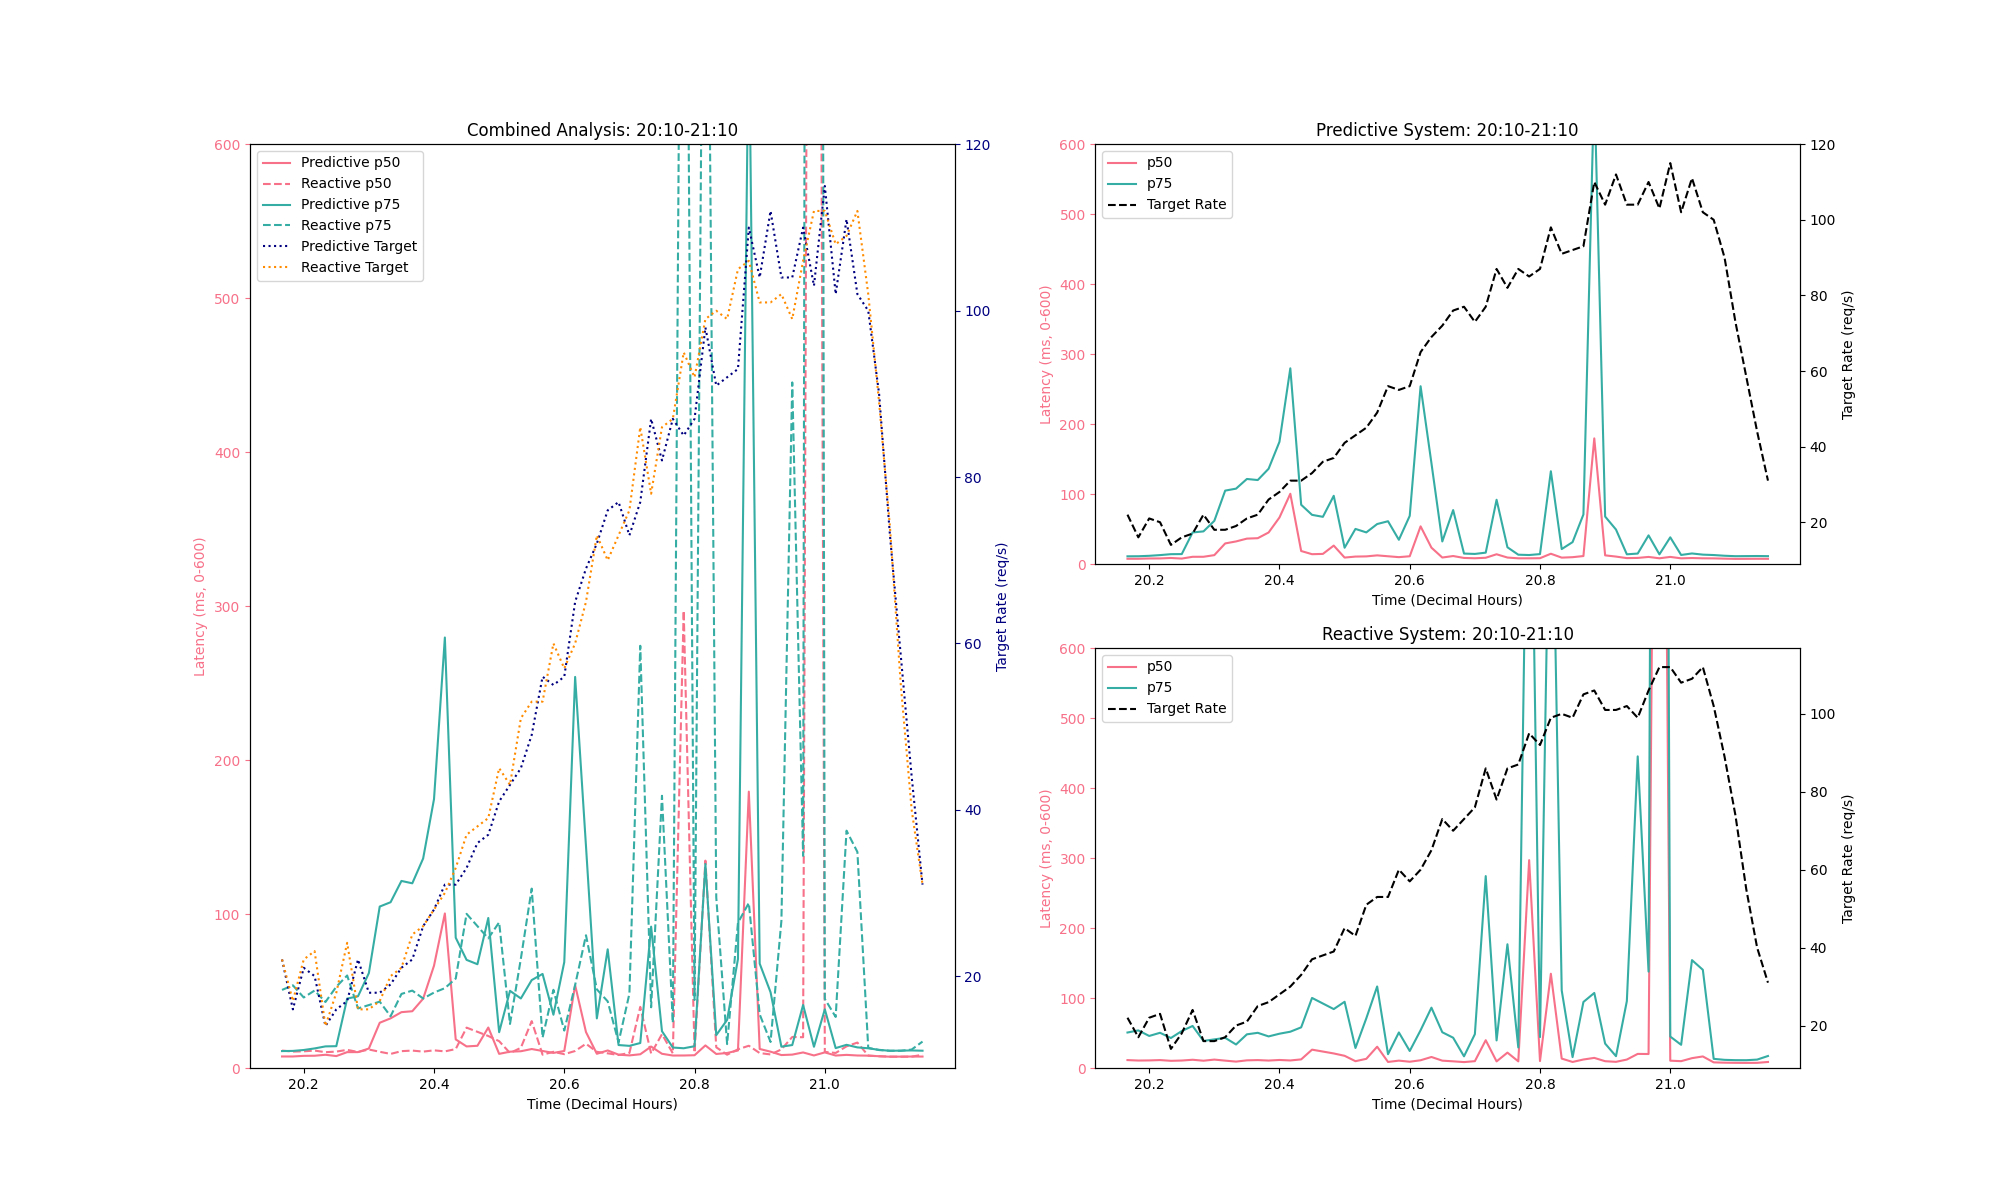 Combined Analysis: 20:10-21:10
Predictive p50
Reactive p50
Predictive p75
Reactive p75
Predictive Target
Reactive Target
600
500
400
300
200
100
0
Latency (ms, 0-600)
120
100
80
60
40
20
Target Rate (req/s)
20.2 20.4 20.6 20.8 21.0
Time (Decimal Hours)
Predictive System: 20:10-21:10
p50
p75
Target Rate
600
500
400
300
200
100
0
Latency (ms, 0-600)
120
100
80
60
40
20
Target Rate (req/s)
20.2 20.4 20.6 20.8 21.0
Time (Decimal Hours)
Reactive System: 20:10-21:10
p50
p75
Target Rate
600
500
400
300
200
100
0
Latency (ms, 0-600)
100
80
60
40
20
Target Rate (req/s)
20.2 20.4 20.6 20.8 21.0
Time (Decimal Hours)